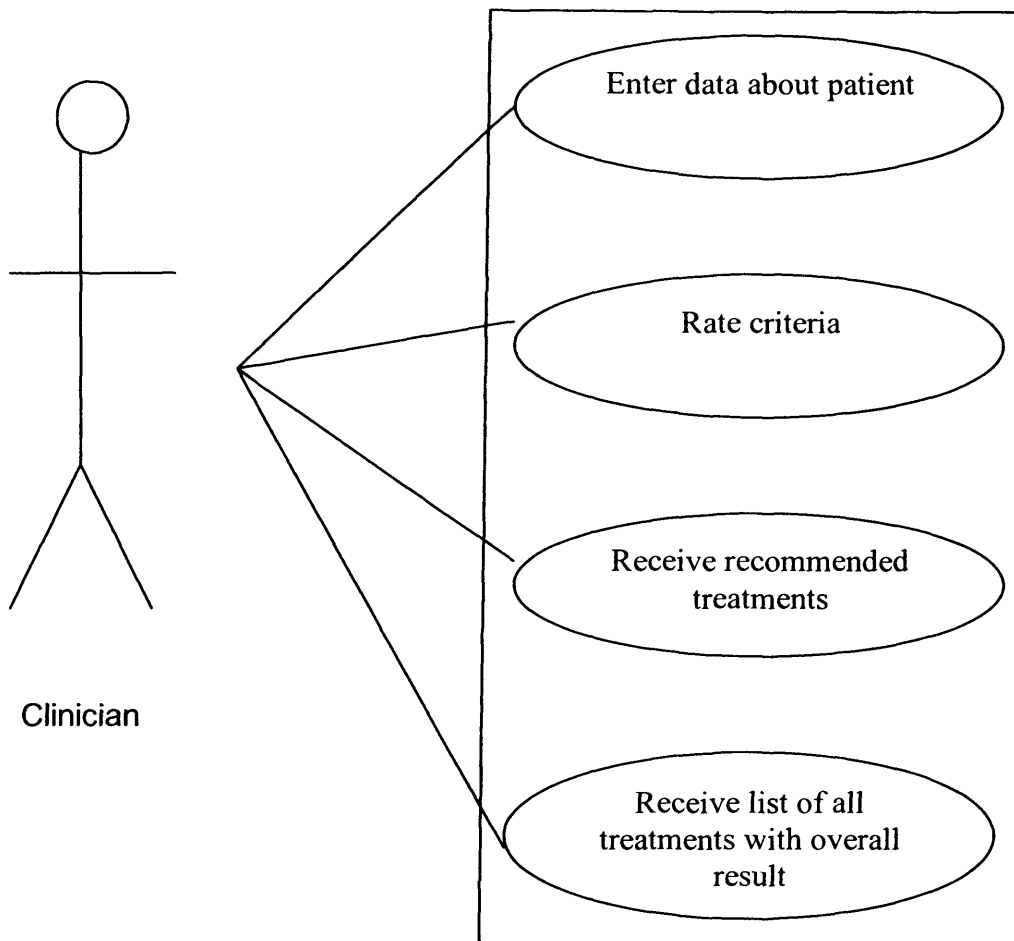 Enter data about patient
Rate criteria
Receive recommended
treatments
Clinician
Receive list of all
treatments with overall
result